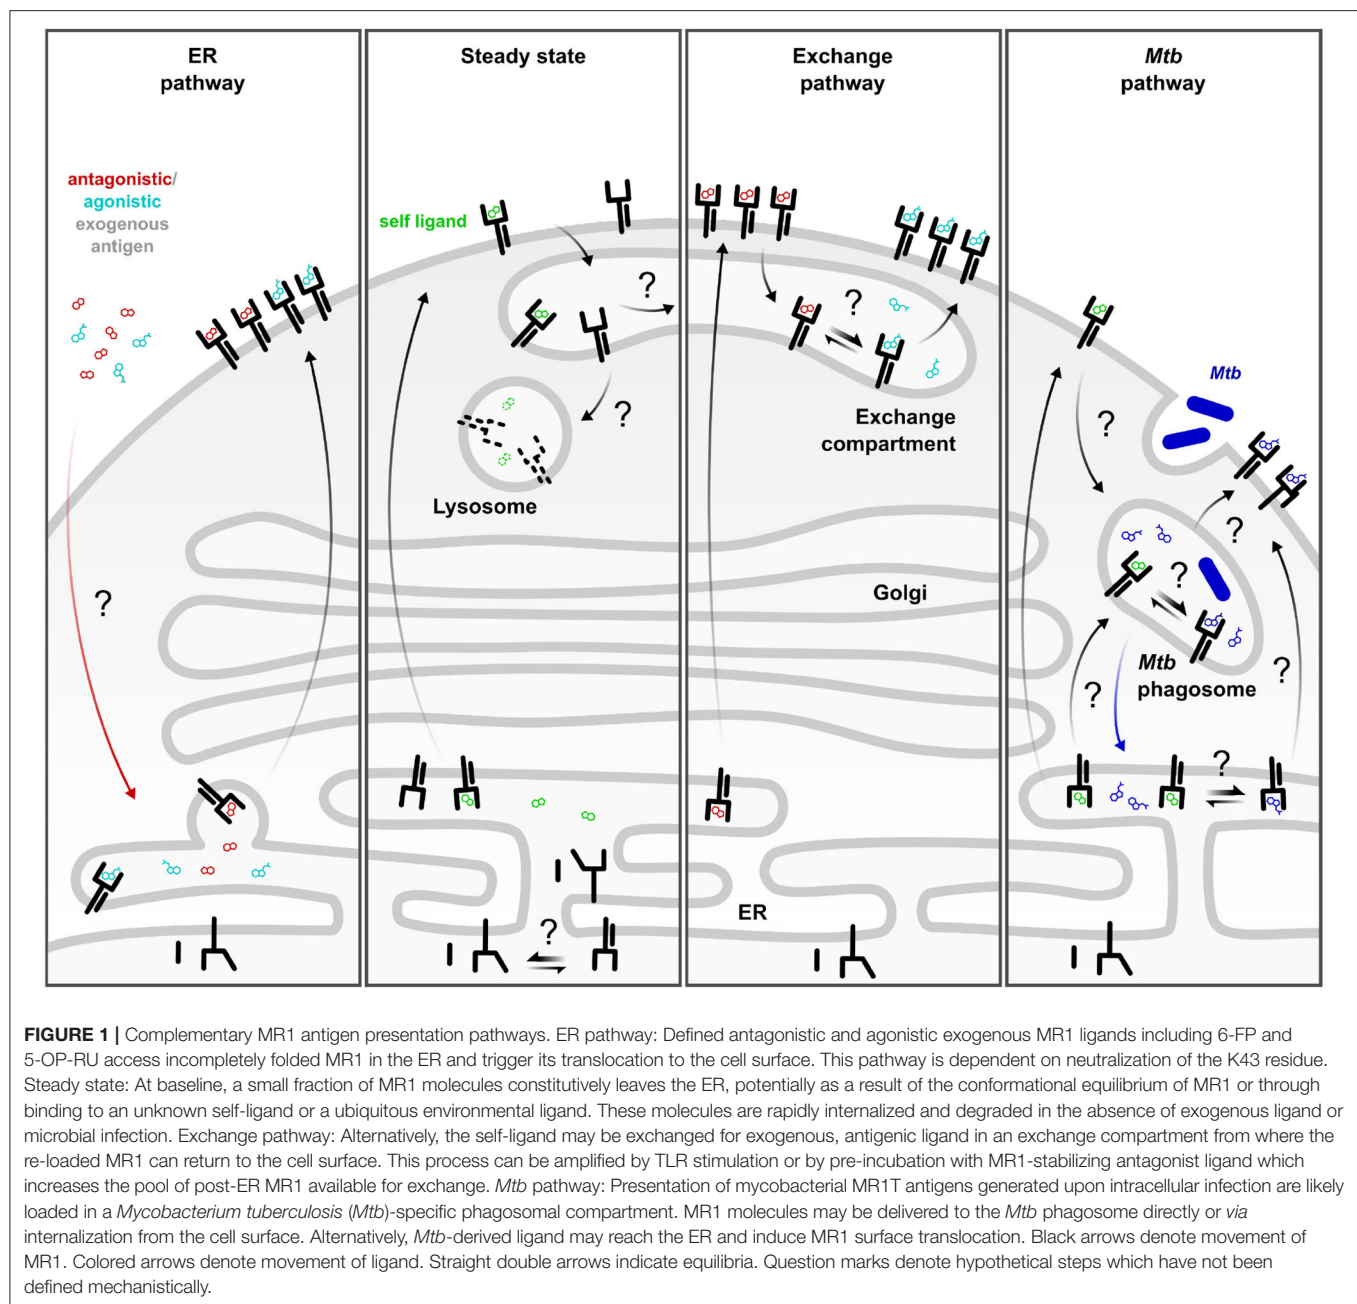 ER
pathway
Steady state
Exchange
pathway
Mtb
pathway
antagonistic/
agonistic
exogenous
antigen
self ligand
?
?
?
?
Lysosome
Exchange
compartment
Golgi
ER
?
Mtb
?
?
?
Mtb
phagosome
?
?
?
FIGURE 1 | Complementary MR1 antigen presentation pathways. ER pathway: Defined antagonistic and agonistic exogenous MR1 ligands including 6-FP and
5-OP-RU access incompletely folded MR1 in the ER and trigger its translocation to the cell surface. This pathway is dependent on neutralization of the K43 residue.
Steady state: At baseline, a small fraction of MR1 molecules constitutively leaves the ER, potentially as a result of the conformational equilibrium of MR1 or through
binding to an unknown self-ligand or a ubiquitous environmental ligand. These molecules are rapidly internalized and degraded in the absence of exogenous ligand or
microbial infection. Exchange pathway: Alternatively, the self-ligand may be exchanged for exogenous, antigenic ligand in an exchange compartment from where the
re-loaded MR1 can return to the cell surface. This process can be amplified by TLR stimulation or by pre-incubation with MR1-stabilizing antagonist ligand which
increases the pool of post-ER MR1 available for exchange. Mtb pathway: Presentation of mycobacterial MR1T antigens generated upon intracellular infection are likely
loaded in a Mycobacterium tuberculosis (Mtb)-specific phagosomal compartment. MR1 molecules may be delivered to the Mtb phagosome directly or via
internalization from the cell surface. Alternatively, Mtb-derived ligand may reach the ER and induce MR1 surface translocation. Black arrows denote movement of
MR1. Colored arrows denote movement of ligand. Straight double arrows indicate equilibria. Question marks denote hypothetical steps which have not been
defined mechanistically.